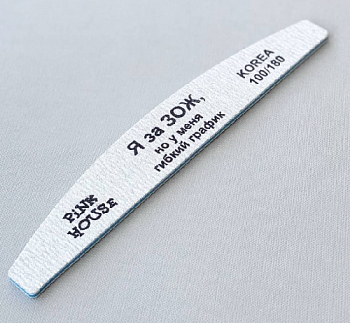 PiNK
HOUSE
Я за ЗОЖ,
но у меня
гибкий график
KOREA
100/180